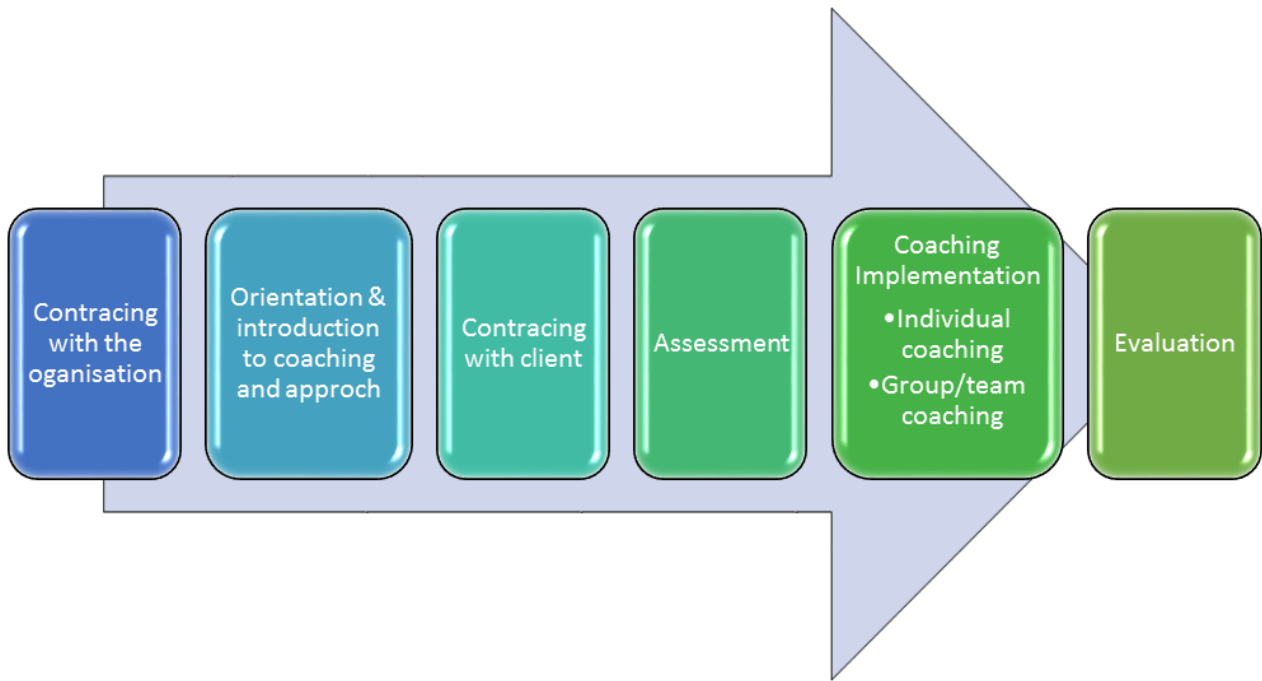 Contracing
with the
oganisation
Orientation &
introduction
to coaching
and approch
Contracing
with client
Assessment
Coaching
Implementation
•Individual
coaching
•Group/team
coaching
Evaluation